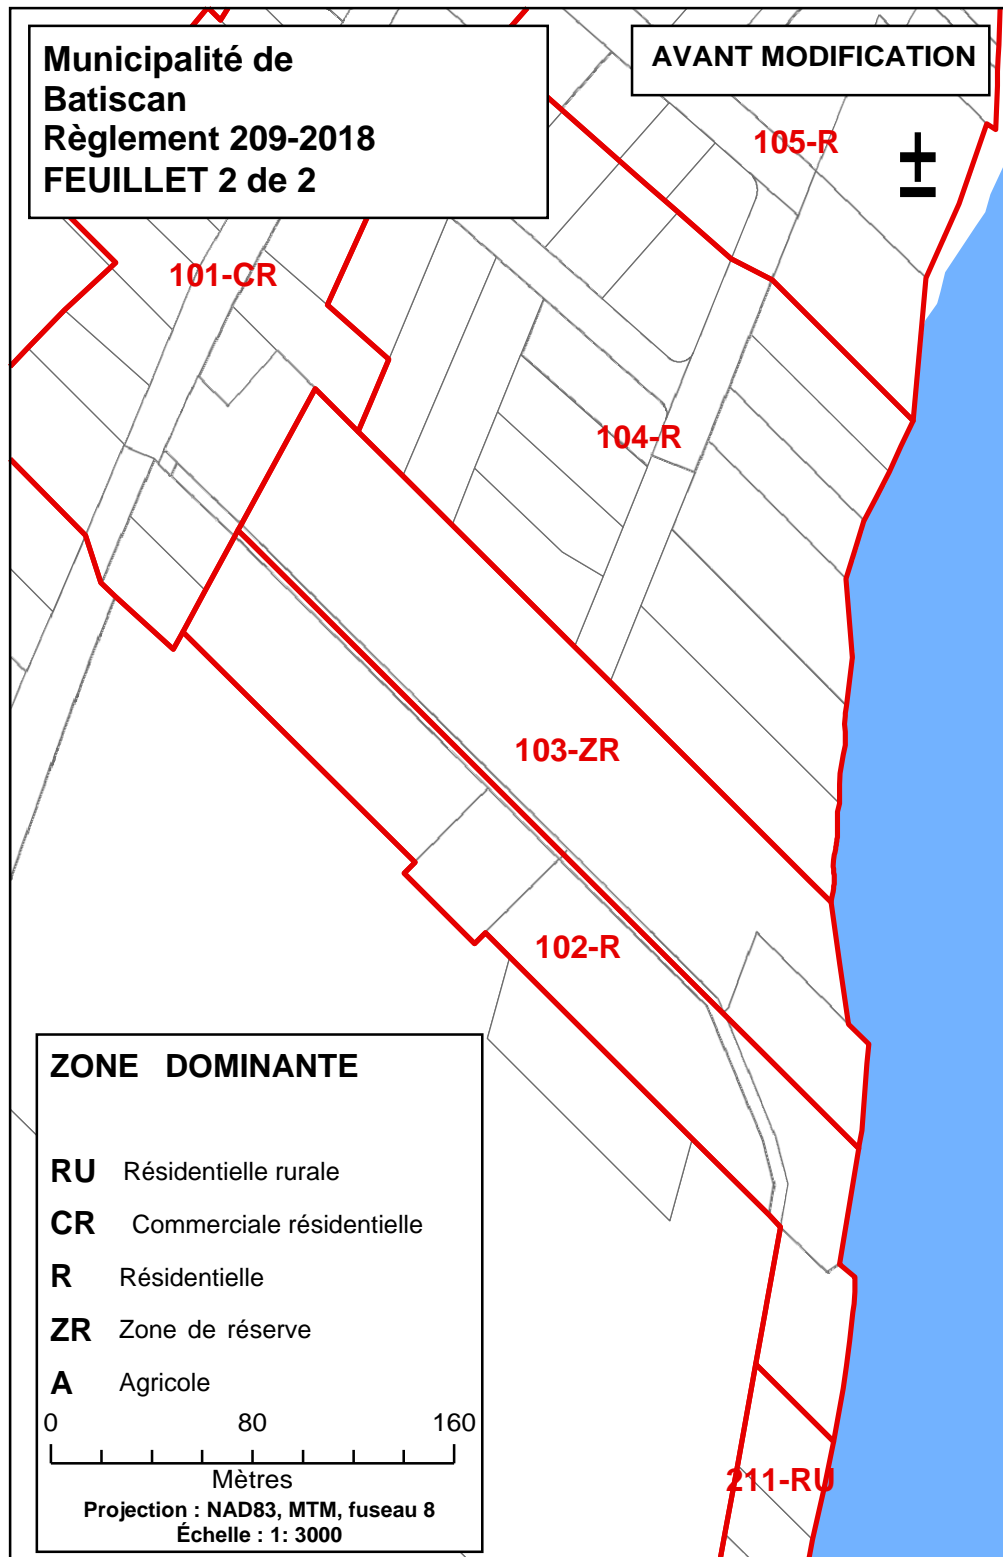 Municipalité de
Batiscan
Règlement 209-2018
FEUILLET 2 de 2
AVANT MODIFICATION
105-R
101-CR
104-R
103-ZR
102-R
ZONE DOMINANTE
RU Résidentielle rurale
CR Commerciale résidentielle
R Résidentielle
ZR Zone de réserve
A Agricole
0 80 160
Mètres
Projection : NAD83, MTM, fuseau 8
Échelle : 1: 3000
211-RU